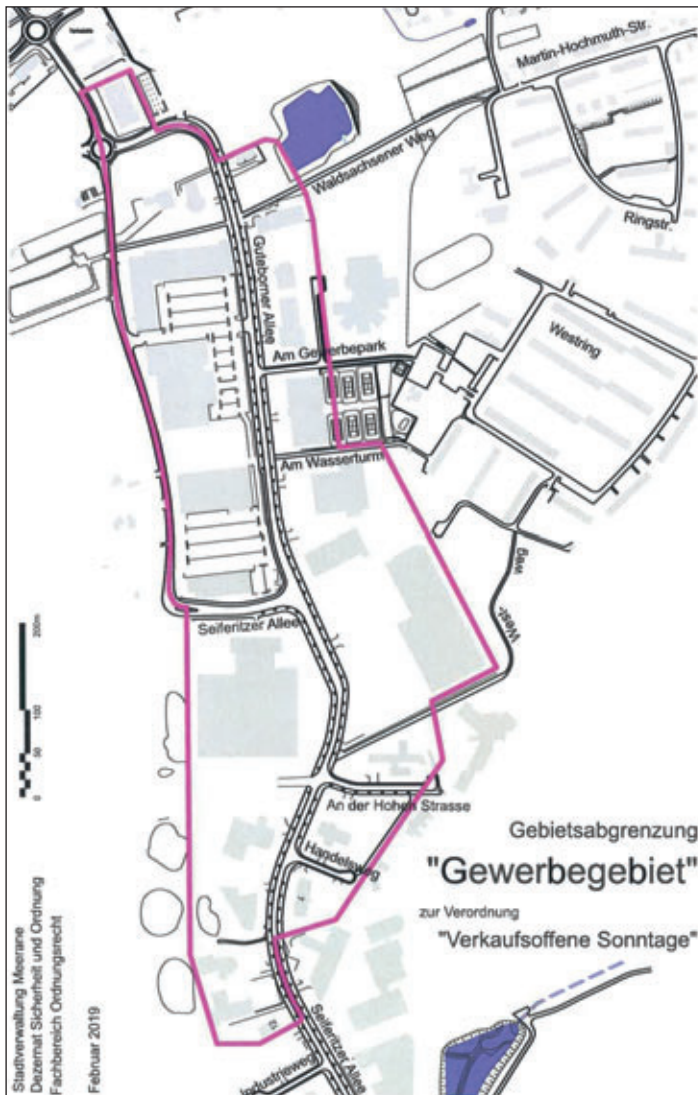 Martin-Hochmuth-Str.
Waldsachsener Weg
Ringstr.
Guteborner Allee
Westring
Am Gewerbepark
Am Wasserturm
West-
weg
Seiferitzer Allee
An der Hohen Strasse
Handelsweg
Seiferitzer Allee
Industrieweg
200m
100
50
0
Gebietsabgrenzung
"Gewerbegebiet"
zur Verordnung
"Verkaufsoffene Sonntage"
Stadtverwaltung Meerane
Dezernat Sicherheit und Ordnung
Fachbereich Ordnungsrecht
Februar 2019